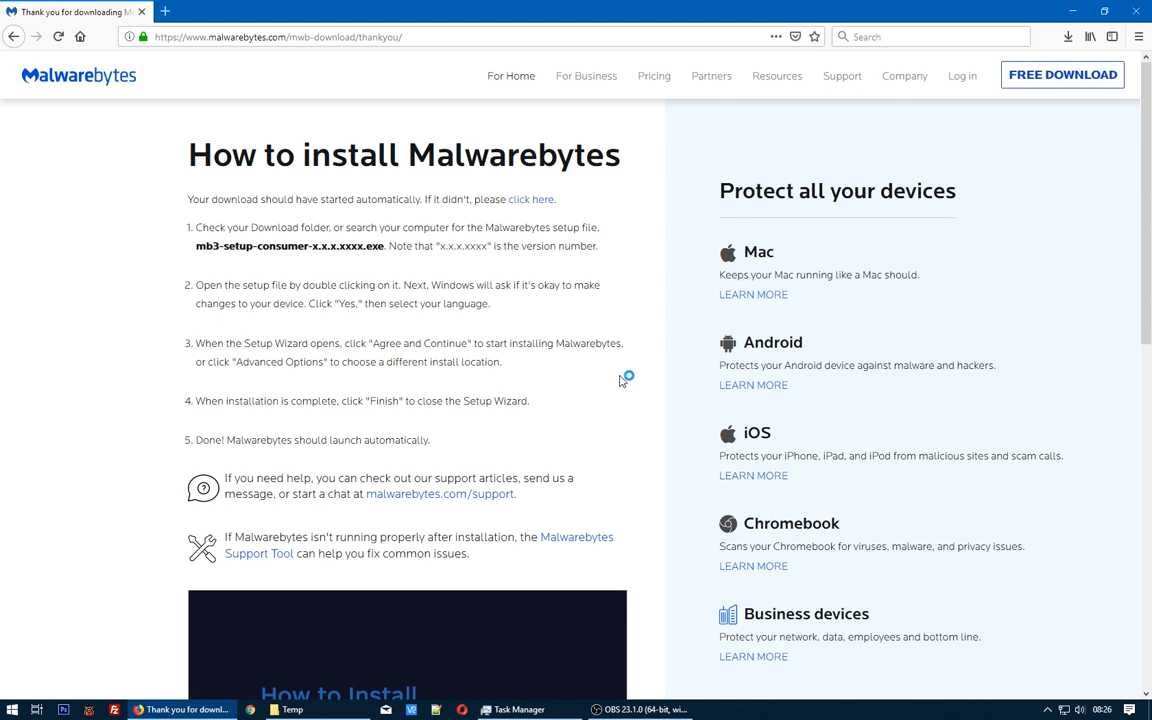 Thank you for downloading M
https://www.malwarebytes.com/mwb-download/thankyou/
Search
Malwarebytes
For Home
For Business
Pricing
Partners
Resources
Support
Company
Log in
FREE DOWNLOAD
How to install Malwarebytes
Your download should have started automatically. If it didn't, please click here.
1. Check your Download folder, or search your computer for the Malwarebytes setup file,
mb3-setup-consumer-x.x.x.xxxx.exe. Note that "x.x.x.xxxx" is the version number.
2. Open the setup file by double clicking on it. Next, Windows will ask if it's okay to make
changes to your device. Click "Yes," then select your language.
3. When the Setup Wizard opens, click "Agree and Continue" to start installing Malwarebytes,
or click "Advanced Options" to choose a different install location.
4. When installation is complete, click "Finish" to close the Setup Wizard.
5. Done! Malwarebytes should launch automatically.
If you need help, you can check out our support articles, send us a
message, or start a chat at malwarebytes.com/support.
If Malwarebytes isn't running properly after installation, the Malwarebytes
Support Tool can help you fix common issues.
How to Install
Protect all your devices
Mac
Keeps your Mac running like a Mac should.
LEARN MORE
Android
Protects your Android device against malware and hackers.
LEARN MORE
iOS
Protects your iPhone, iPad, and iPod from malicious sites and scam calls.
LEARN MORE
Chromebook
Scans your Chromebook for viruses, malware, and privacy issues.
LEARN MORE
Business devices
Protect your network, data, employees and bottom line.
LEARN MORE
Ps
Fz
Thank you for downl...
Temp
V2
Task Manager
OBS 23.1.0 (64-bit, wi...
08:26